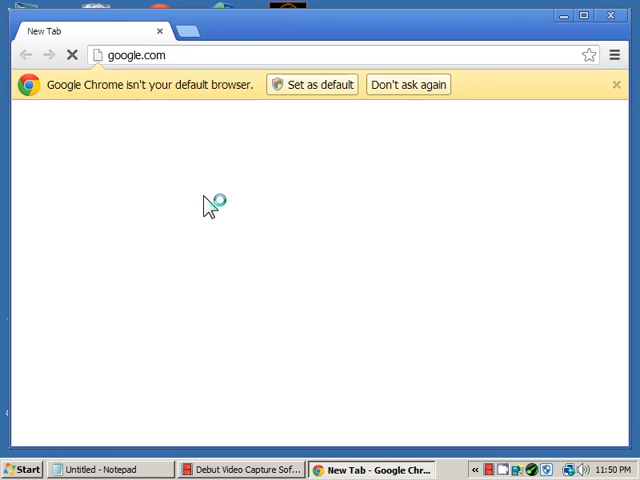 New Tab
google.com
Google Chrome isn't your default browser. Set as default Don't ask again
Start Untitled - Notepad Debut Video Capture Sof... New Tab - Google Chr... 11:50 PM